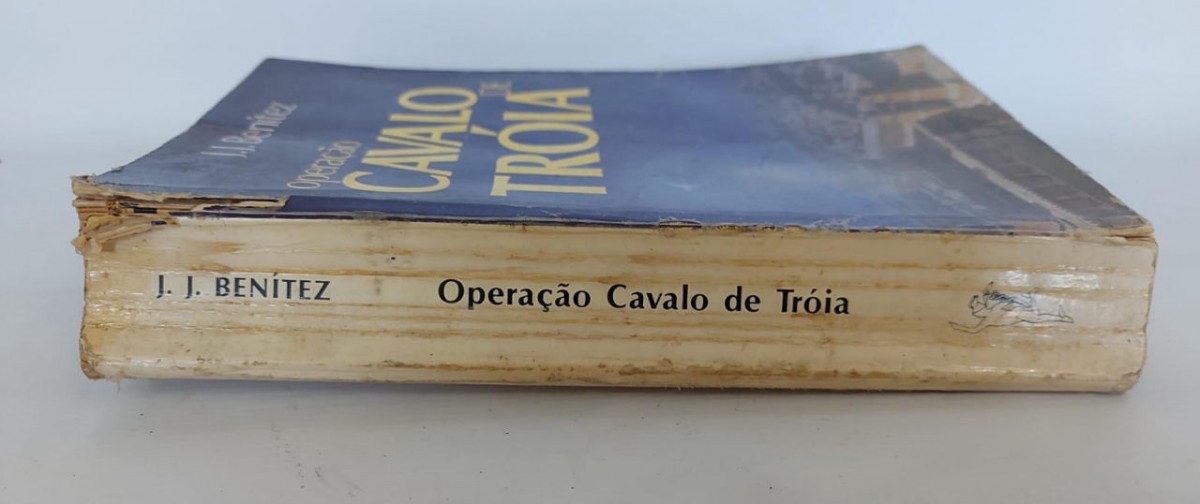 J.J.Benítez
operação
CAVALO
DE
TRÓIA
J. J. BENÍTEZ
Operação Cavalo de Tróia